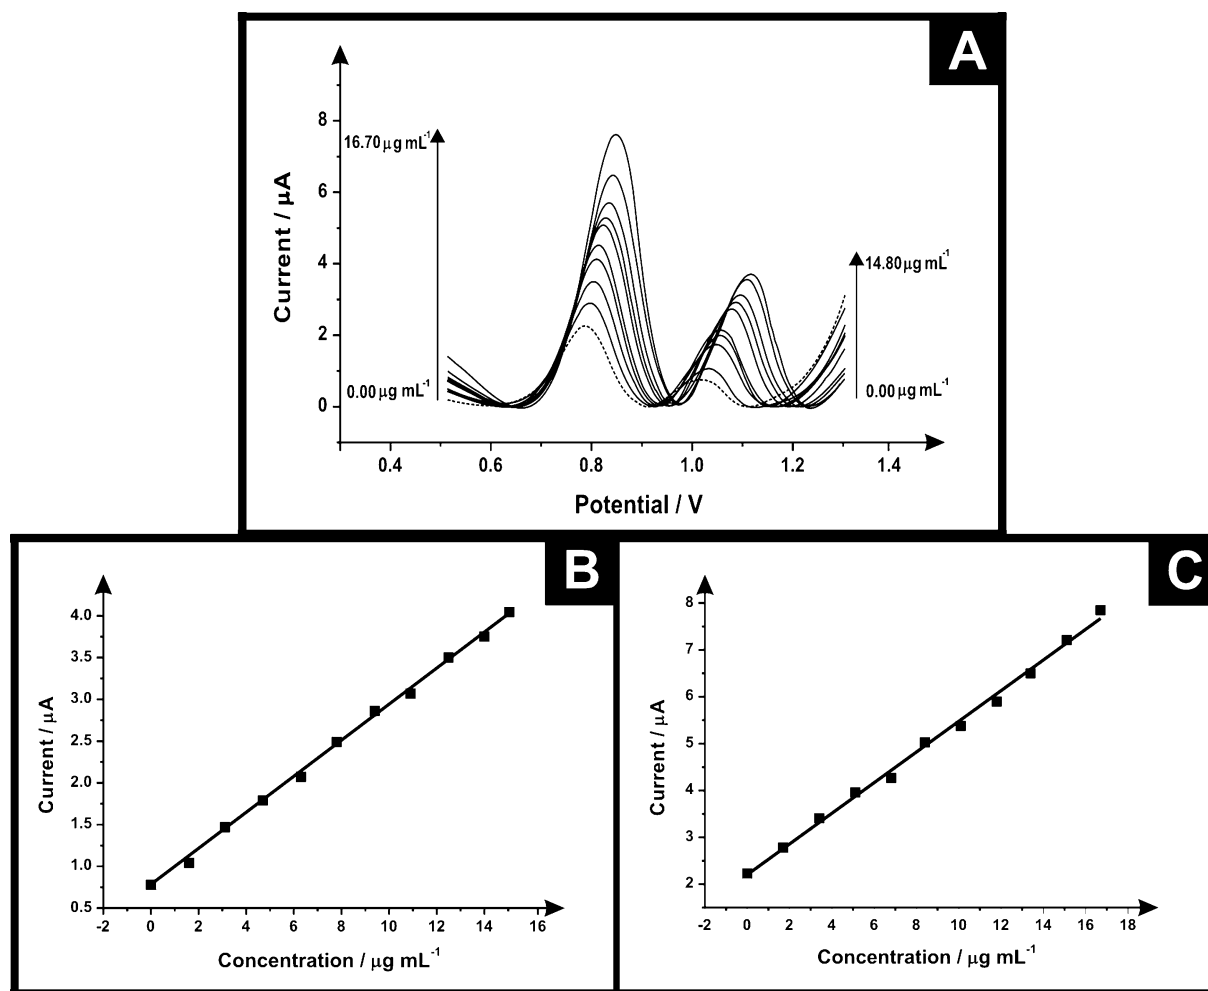 A
Current / µA
8
6
4
2
0
16.70 µg mL⁻¹
0.00 µg mL⁻¹
14.80 µg mL⁻¹
0.00 µg mL⁻¹
0.4 0.6 0.8 1.0 1.2 1.4
Potential / V
B
Current / µA
4.0
3.5
3.0
2.5
2.0
1.5
1.0
0.5
-2 0 2 4 6 8 10 12 14 16
Concentration / µg mL⁻¹
C
Current / µA
8
7
6
5
4
3
2
-2 0 2 4 6 8 10 12 14 16 18
Concentration / µg mL⁻¹